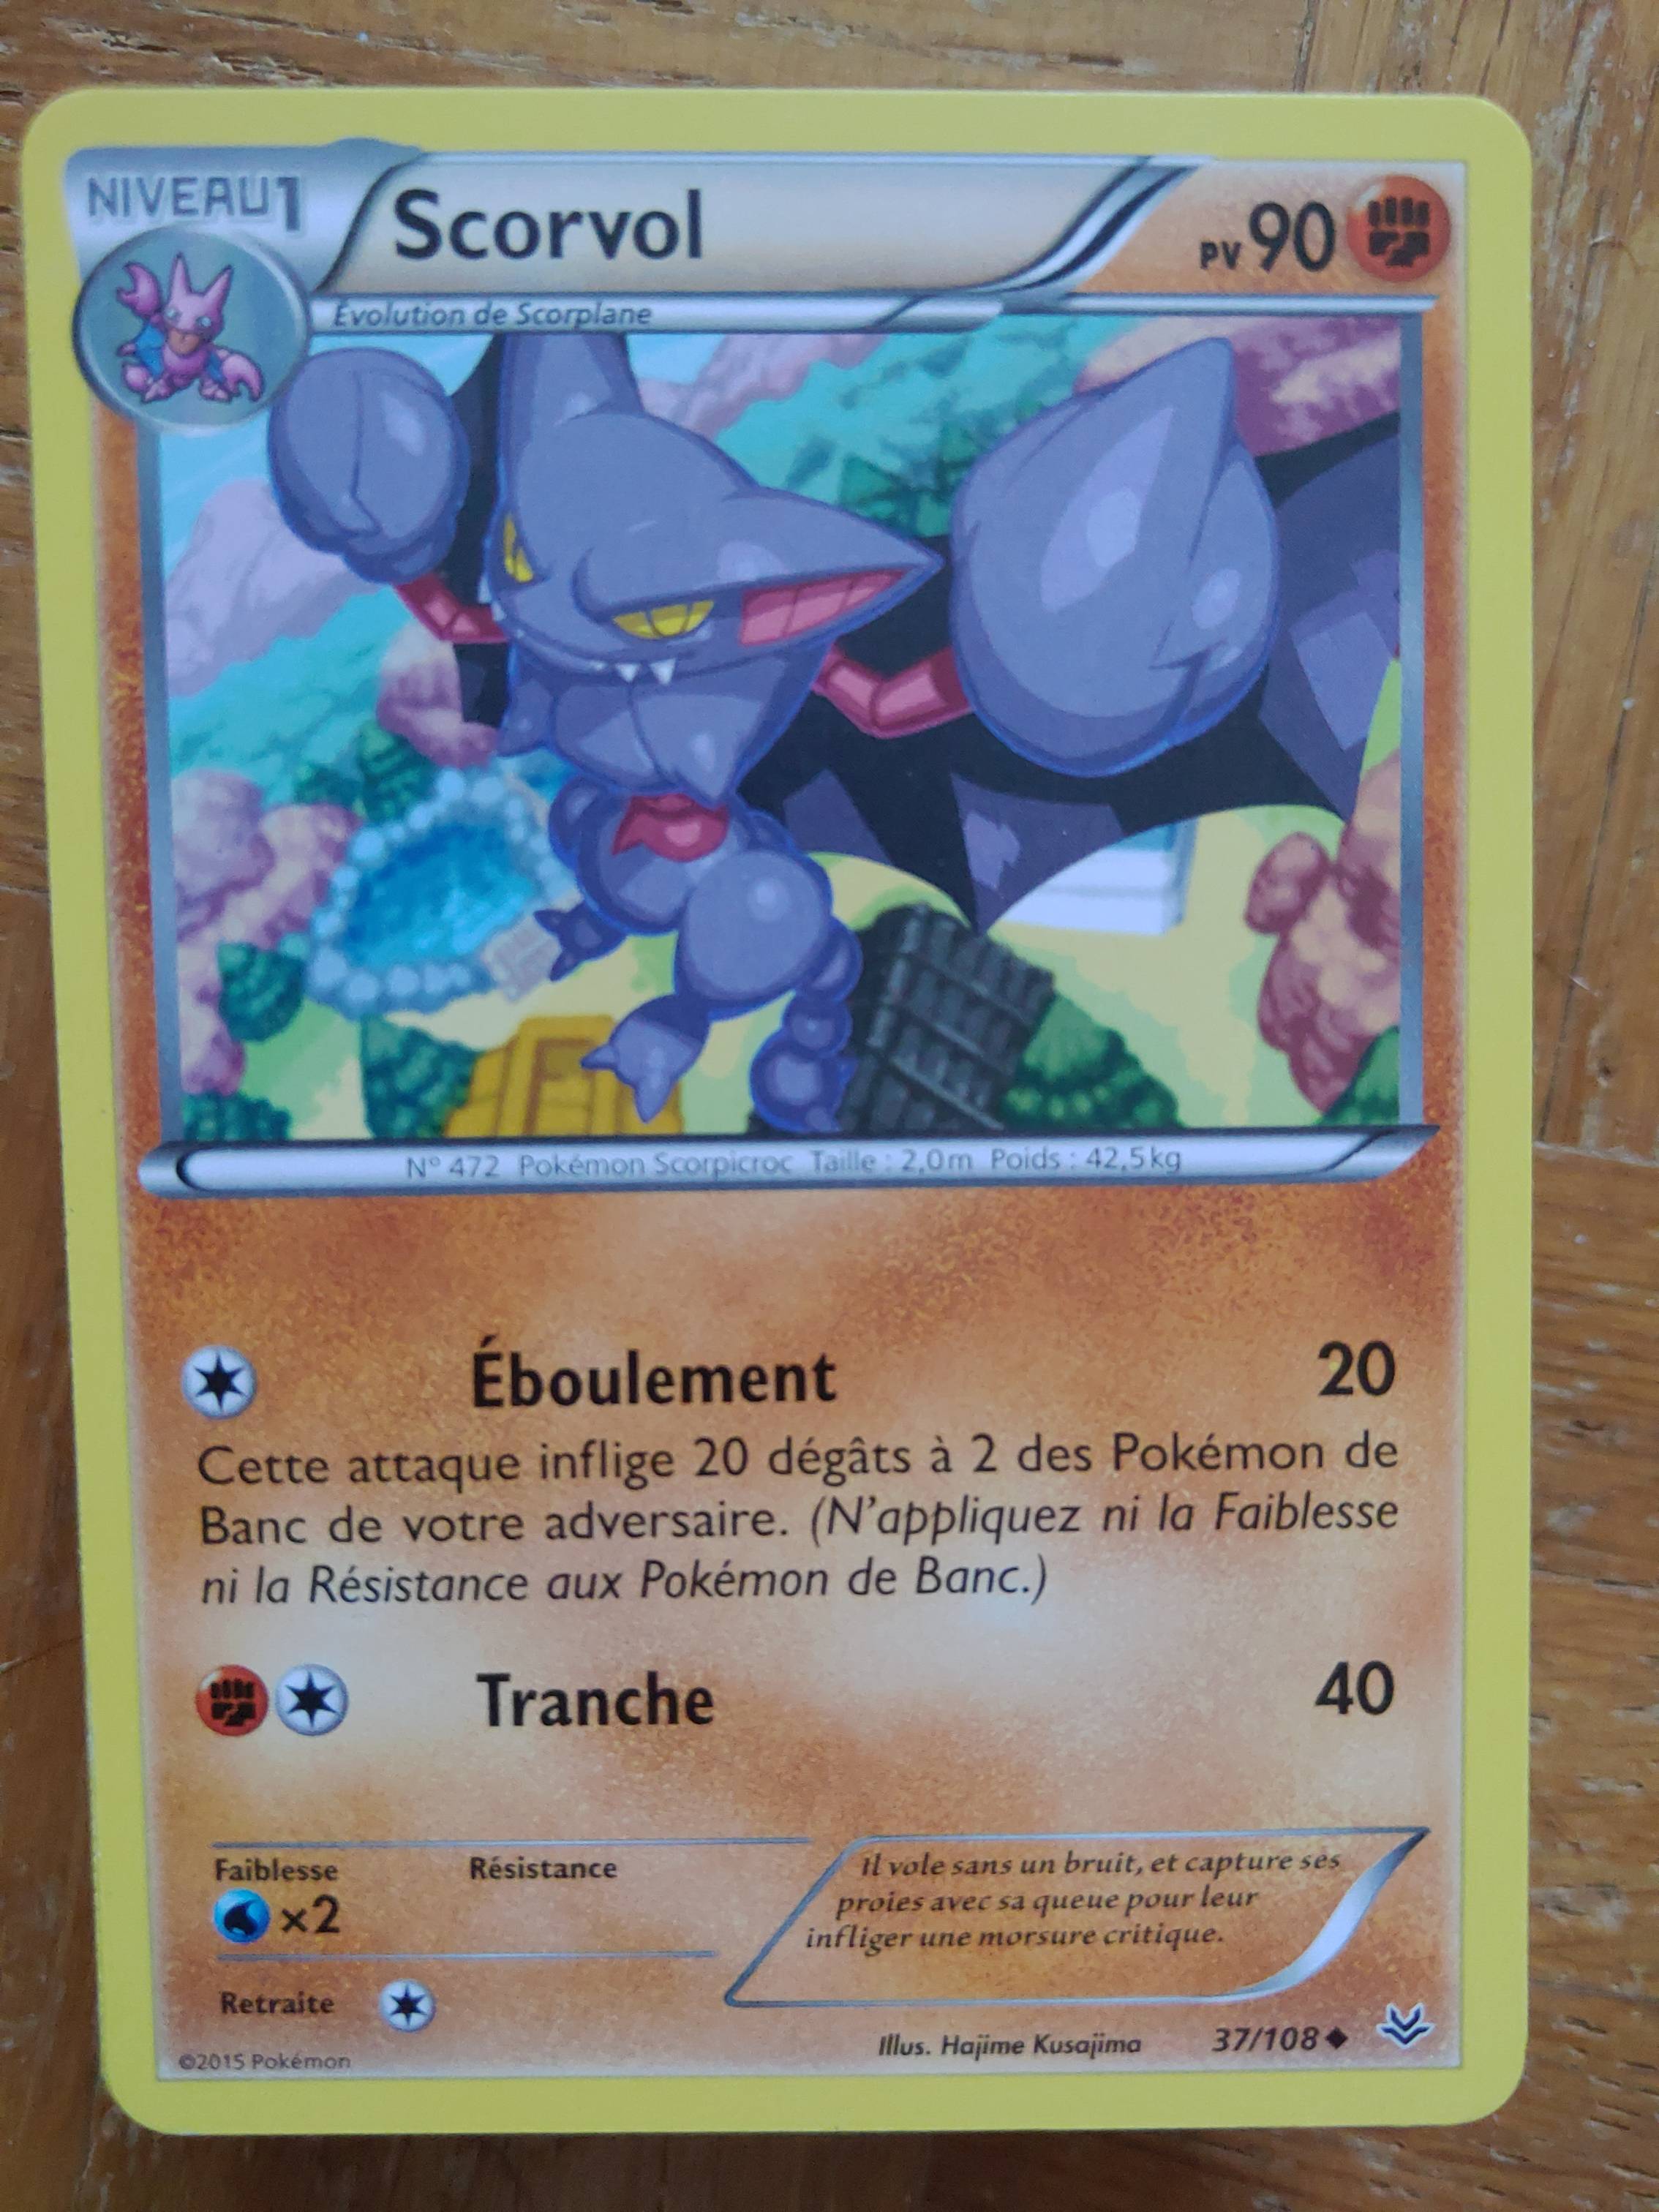 NIVEAU1
Scorvol
PV 90
Évolution de Scorplane
N° 472 Pokémon Scorpicroc Taille : 2,0m Poids : 42,5kg
Éboulement 20
Cette attaque inflige 20 dégâts à 2 des Pokémon de
Banc de votre adversaire. (N'appliquez ni la Faiblesse
ni la Résistance aux Pokémon de Banc.)
Tranche 40
Faiblesse Résistance
×2
Il vole sans un bruit, et capture ses
proies avec sa queue pour leur
infliger une morsure critique.
Retraite
Illus. Hajime Kusajima 37/108
©2015 Pokémon